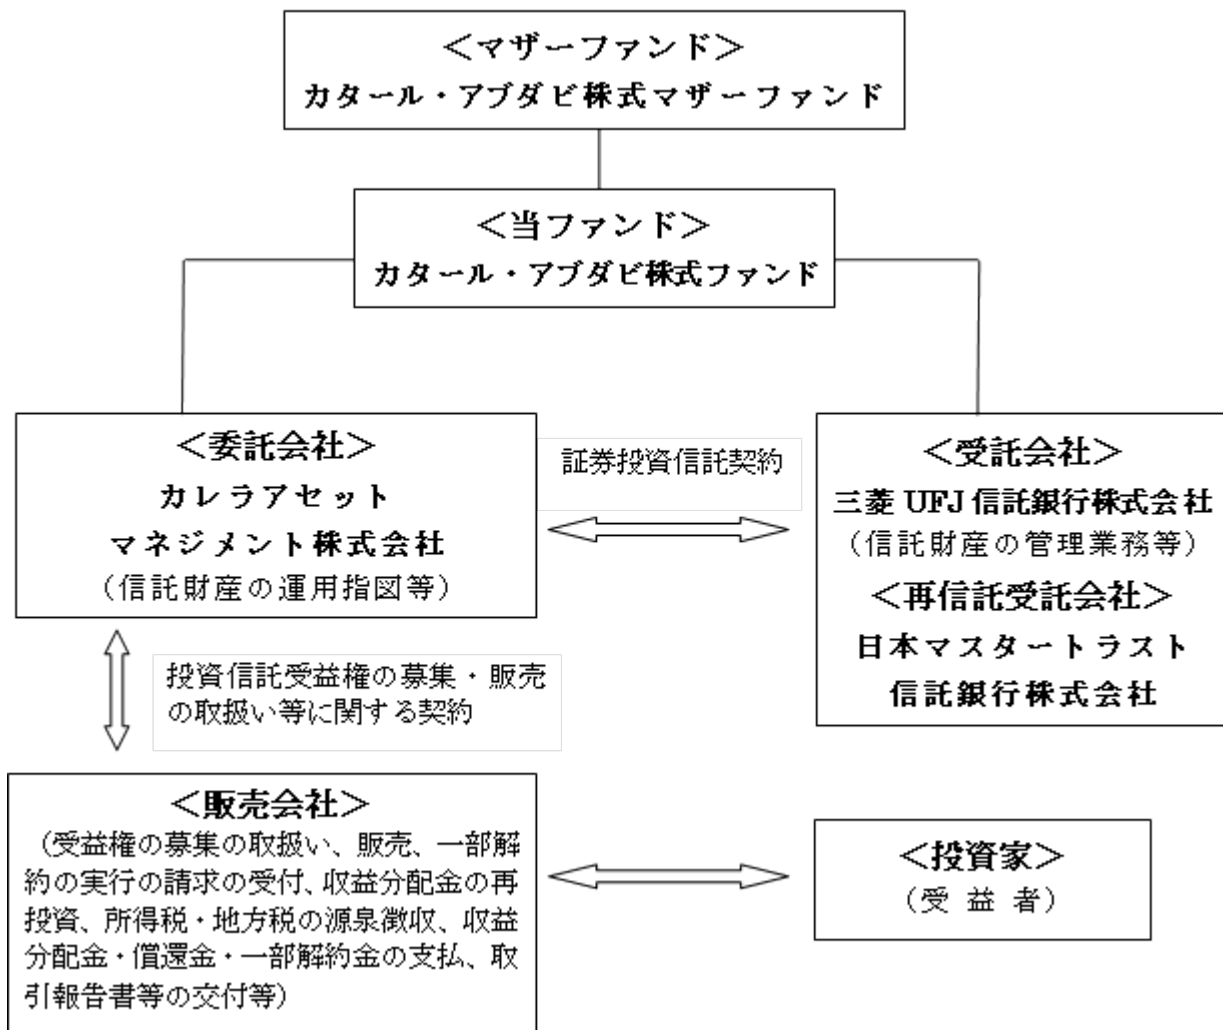 ＜マザーファンド＞
カタール・アブダビ株式マザーファンド
＜当ファンド＞
カタール・アブダビ株式ファンド
＜委託会社＞
カレラアセット
マネジメント株式会社
（信託財産の運用指図等）
証券投資信託契約
＜受託会社＞
三菱 UFJ 信託銀行株式会社
（信託財産の管理業務等）
＜再信託受託会社＞
日本マスタートラスト
信託銀行株式会社
投資信託受益権の募集・販売
の取扱い等に関する契約
＜販売会社＞
（受益権の募集の取扱い、販売、一部解
約の実行の請求の受付、収益分配金の再
投資、所得税・地方税の源泉徴収、収益
分配金・償還金・一部解約金の支払、取
引報告書等の交付等）
＜投資家＞
（受 益 者）